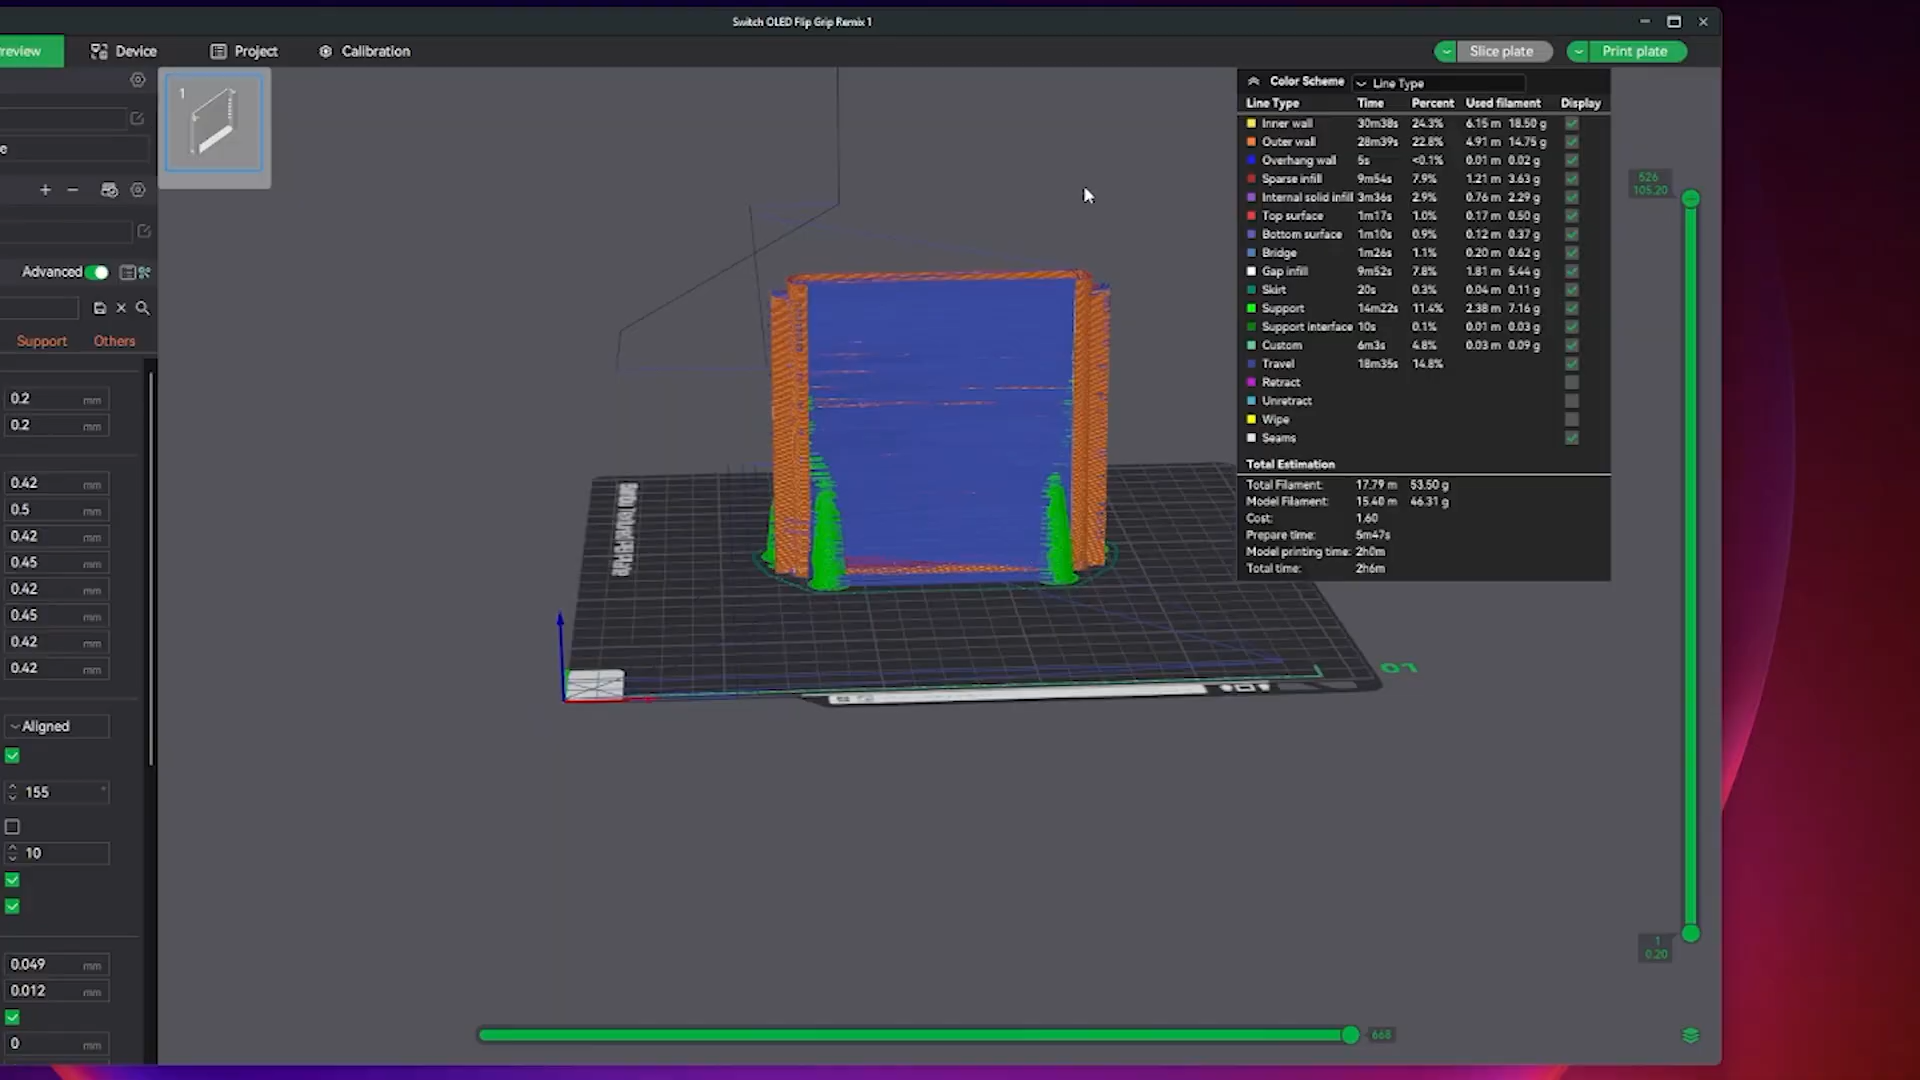 Switch OLED Flip Grip Remix 1
review Device Project Calibration Slice plate Print plate
1
e
Advanced
Support Others
0.2 mm
0.2 mm
0.42 mm
0.5 mm
0.42 mm
0.45 mm
0.42 mm
0.45 mm
0.42 mm
0.42 mm
Aligned
155 °
10
0.049 mm
0.012 mm
0 mm
Color Scheme Line Type
Line Type Time Percent Used filament Display
Inner wall 30m38s 24.3% 6.15 m 18.50 g
Outer wall 28m39s 22.8% 4.91 m 14.75 g
Overhang wall 5s <0.1% 0.01 m 0.02 g
Sparse infill 9m54s 7.9% 1.21 m 3.63 g
Internal solid infill 3m36s 2.9% 0.76 m 2.29 g
Top surface 1m17s 1.0% 0.17 m 0.50 g
Bottom surface 1m10s 0.9% 0.12 m 0.37 g
Bridge 1m26s 1.1% 0.20 m 0.62 g
Gap infill 9m52s 7.8% 1.81 m 5.44 g
Skirt 20s 0.3% 0.04 m 0.11 g
Support 14m22s 11.4% 2.38 m 7.16 g
Support interface 10s 0.1% 0.01 m 0.03 g
Custom 6m3s 4.8% 0.03 m 0.09 g
Travel 18m35s 14.8%
Retract
Unretract
Wipe
Seams
Total Estimation
Total Filament: 17.79 m 53.50 g
Model Filament: 15.40 m 46.31 g
Cost: 1.60
Prepare time: 5m47s
Model printing time: 2h0m
Total time: 2h6m
526
105.20
01
1
0.20
668